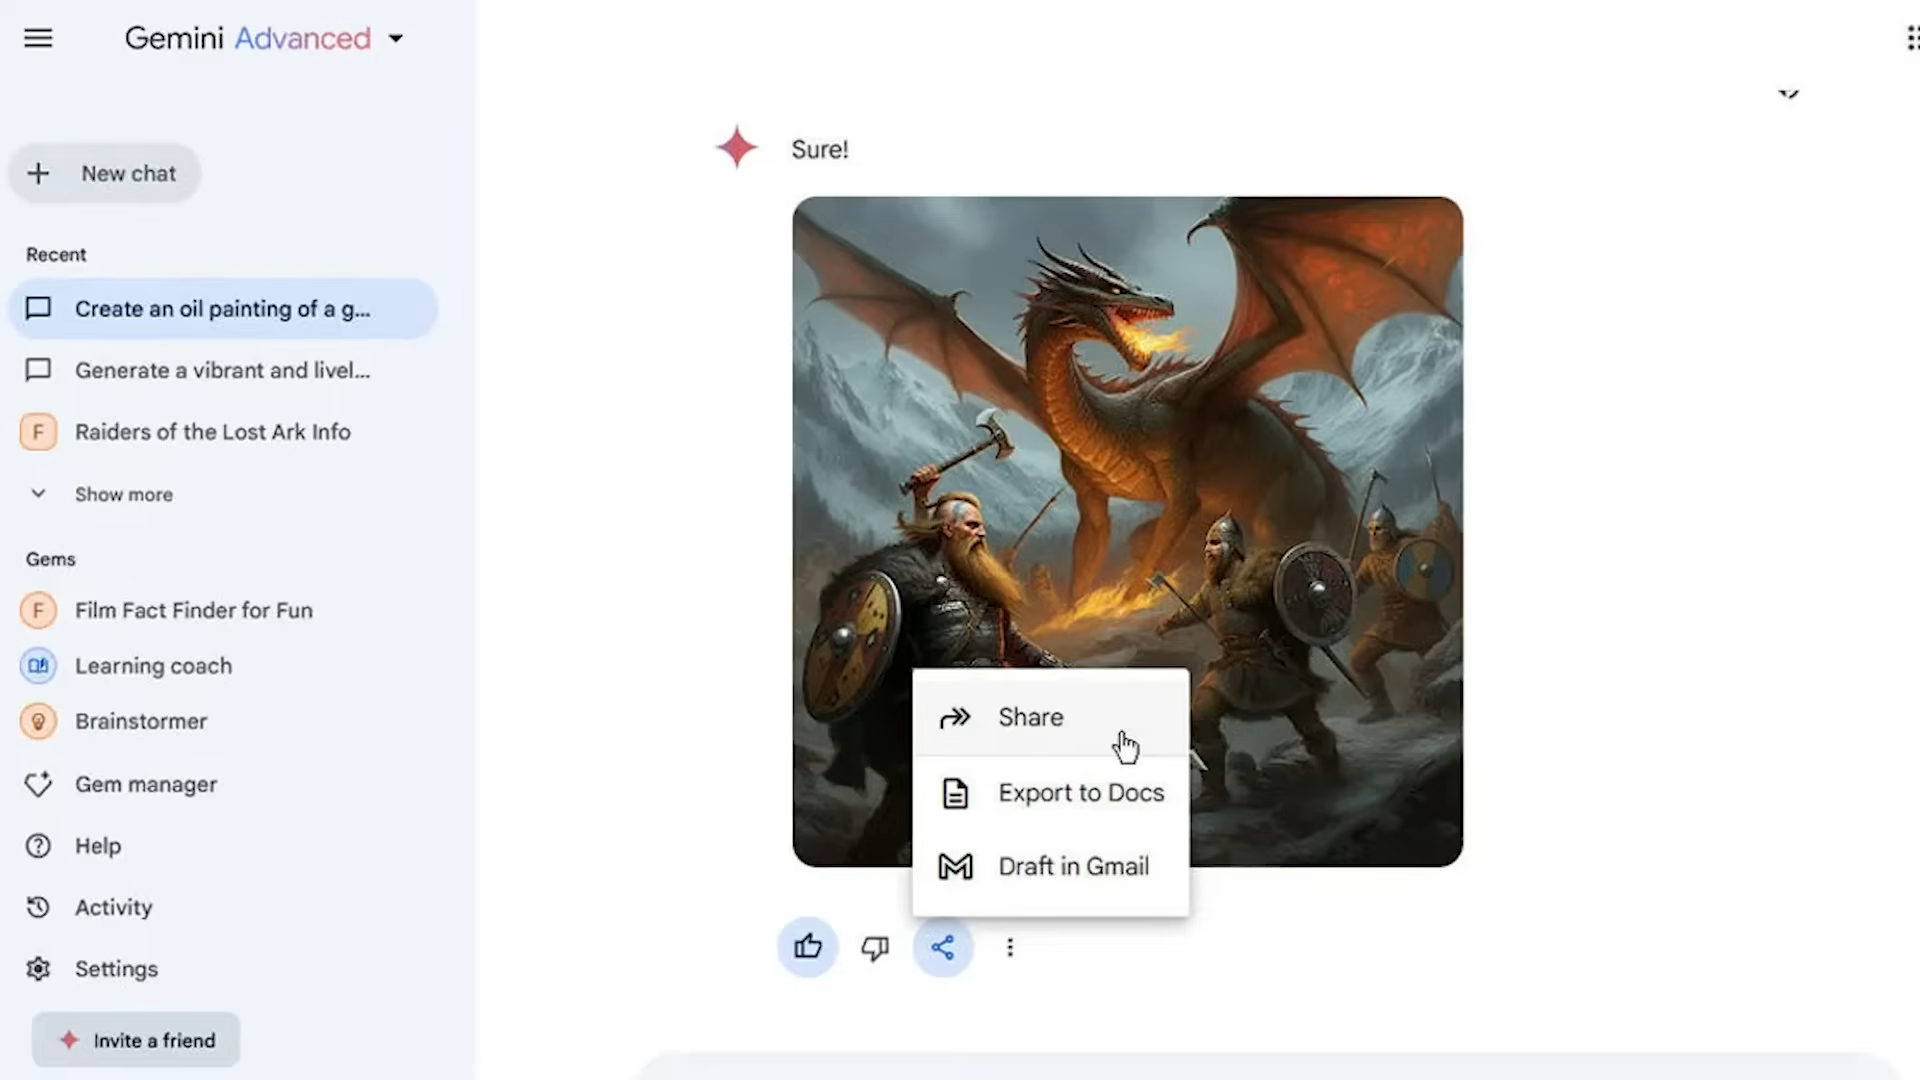 Gemini Advanced
New chat
Recent
Create an oil painting of a g...
Generate a vibrant and livel...
F
Raiders of the Lost Ark Info
Show more
Gems
F
Film Fact Finder for Fun
Learning coach
Brainstormer
Gem manager
Help
Activity
Settings
Invite a friend
Sure!
Share
Export to Docs
Draft in Gmail